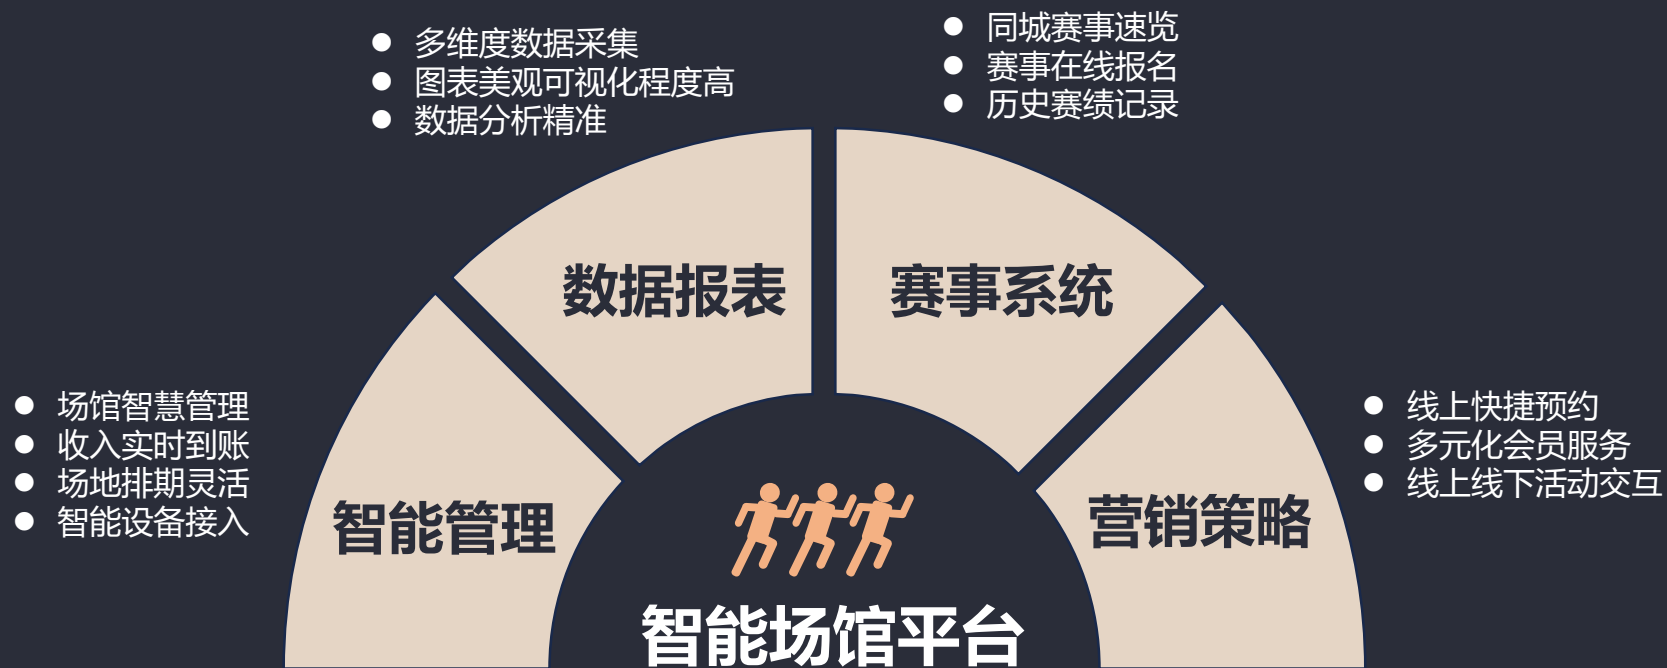 多维度数据采集
图表美观可视化程度高
数据分析精准
同城赛事速览
赛事在线报名
历史赛绩记录
数据报表
赛事系统
场馆智慧管理
收入实时到账
场地排期灵活
智能设备接入
智能管理
线上快捷预约
多元化会员服务
线上线下活动交互
营销策略
智能场馆平台